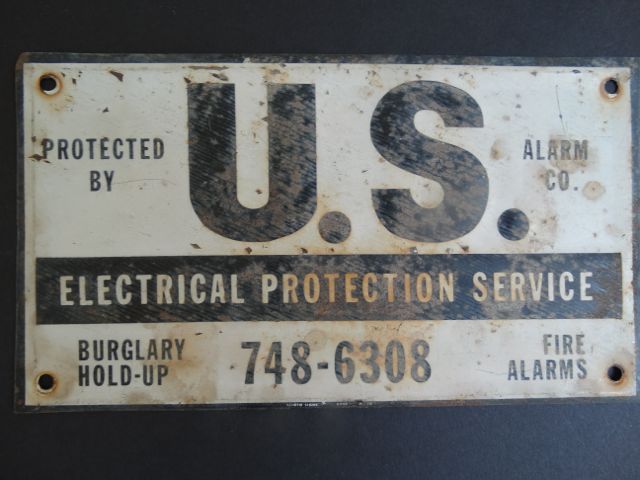 PROTECTED
BY
U.S.
ALARM
CO.
ELECTRICAL PROTECTION SERVICE
BURGLARY
HOLD-UP
748-6308
FIRE
ALARMS